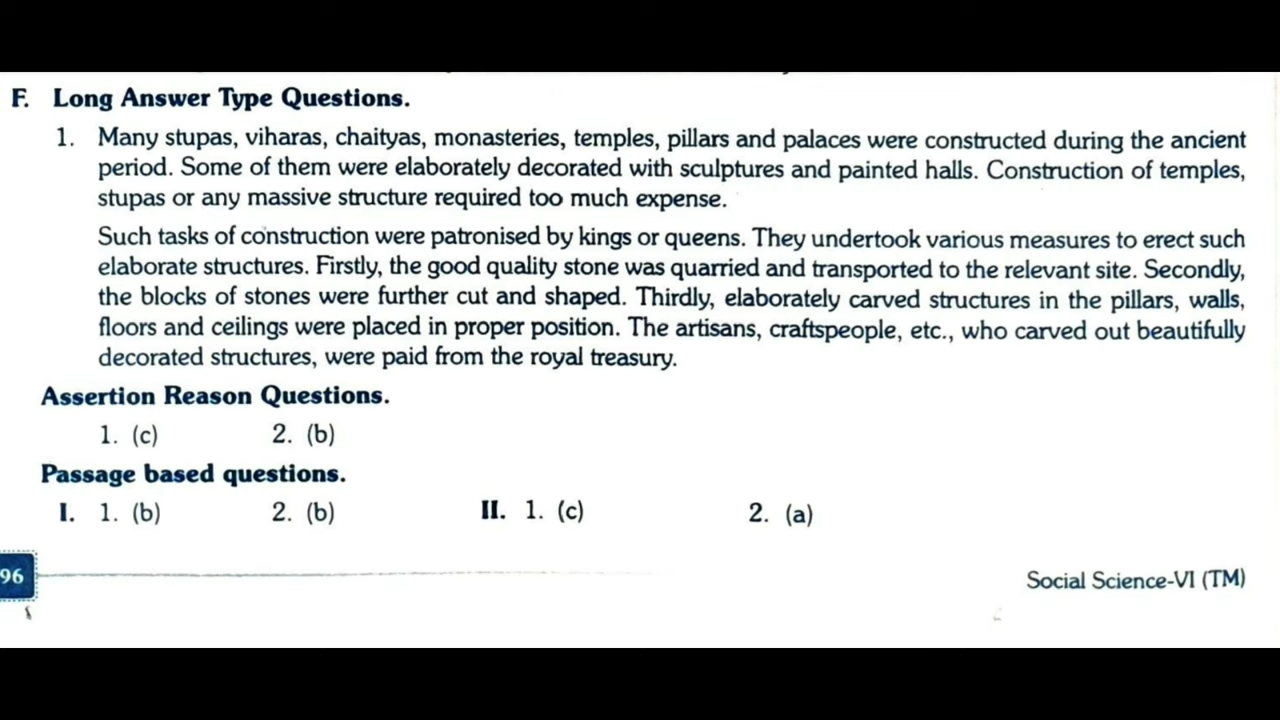 F. Long Answer Type Questions.
1. Many stupas, viharas, chaityas, monasteries, temples, pillars and palaces were constructed during the ancient
period. Some of them were elaborately decorated with sculptures and painted halls. Construction of temples,
stupas or any massive structure required too much expense.
Such tasks of construction were patronised by kings or queens. They undertook various measures to erect such
elaborate structures. Firstly, the good quality stone was quarried and transported to the relevant site. Secondly,
the blocks of stones were further cut and shaped. Thirdly, elaborately carved structures in the pillars, walls,
floors and ceilings were placed in proper position. The artisans, craftspeople, etc., who carved out beautifully
decorated structures, were paid from the royal treasury.
Assertion Reason Questions.
1. (c) 2. (b)
Passage based questions.
I. 1. (b) 2. (b) II. 1. (c) 2. (a)
96
Social Science-VI (TM)